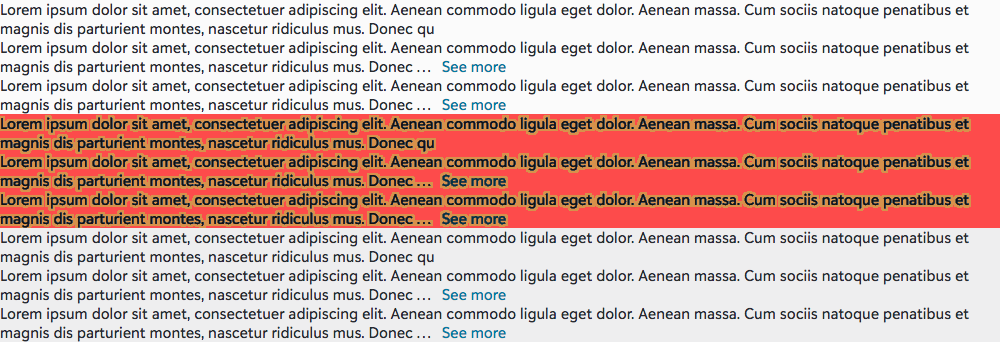 Lorem ipsum dolor sit amet, consectetuer adipiscing elit. Aenean commodo ligula eget dolor. Aenean massa. Cum sociis natoque penatibus et
magnis dis parturient montes, nascetur ridiculus mus. Donec qu
Lorem ipsum dolor sit amet, consectetuer adipiscing elit. Aenean commodo ligula eget dolor. Aenean massa. Cum sociis natoque penatibus et
magnis dis parturient montes, nascetur ridiculus mus. Donec … See more
Lorem ipsum dolor sit amet, consectetuer adipiscing elit. Aenean commodo ligula eget dolor. Aenean massa. Cum sociis natoque penatibus et
magnis dis parturient montes, nascetur ridiculus mus. Donec … See more
Lorem ipsum dolor sit amet, consectetuer adipiscing elit. Aenean commodo ligula eget dolor. Aenean massa. Cum sociis natoque penatibus et
magnis dis parturient montes, nascetur ridiculus mus. Donec qu
Lorem ipsum dolor sit amet, consectetuer adipiscing elit. Aenean commodo ligula eget dolor. Aenean massa. Cum sociis natoque penatibus et
magnis dis parturient montes, nascetur ridiculus mus. Donec … See more
Lorem ipsum dolor sit amet, consectetuer adipiscing elit. Aenean commodo ligula eget dolor. Aenean massa. Cum sociis natoque penatibus et
magnis dis parturient montes, nascetur ridiculus mus. Donec … See more
Lorem ipsum dolor sit amet, consectetuer adipiscing elit. Aenean commodo ligula eget dolor. Aenean massa. Cum sociis natoque penatibus et
magnis dis parturient montes, nascetur ridiculus mus. Donec qu
Lorem ipsum dolor sit amet, consectetuer adipiscing elit. Aenean commodo ligula eget dolor. Aenean massa. Cum sociis natoque penatibus et
magnis dis parturient montes, nascetur ridiculus mus. Donec … See more
Lorem ipsum dolor sit amet, consectetuer adipiscing elit. Aenean commodo ligula eget dolor. Aenean massa. Cum sociis natoque penatibus et
magnis dis parturient montes, nascetur ridiculus mus. Donec … See more